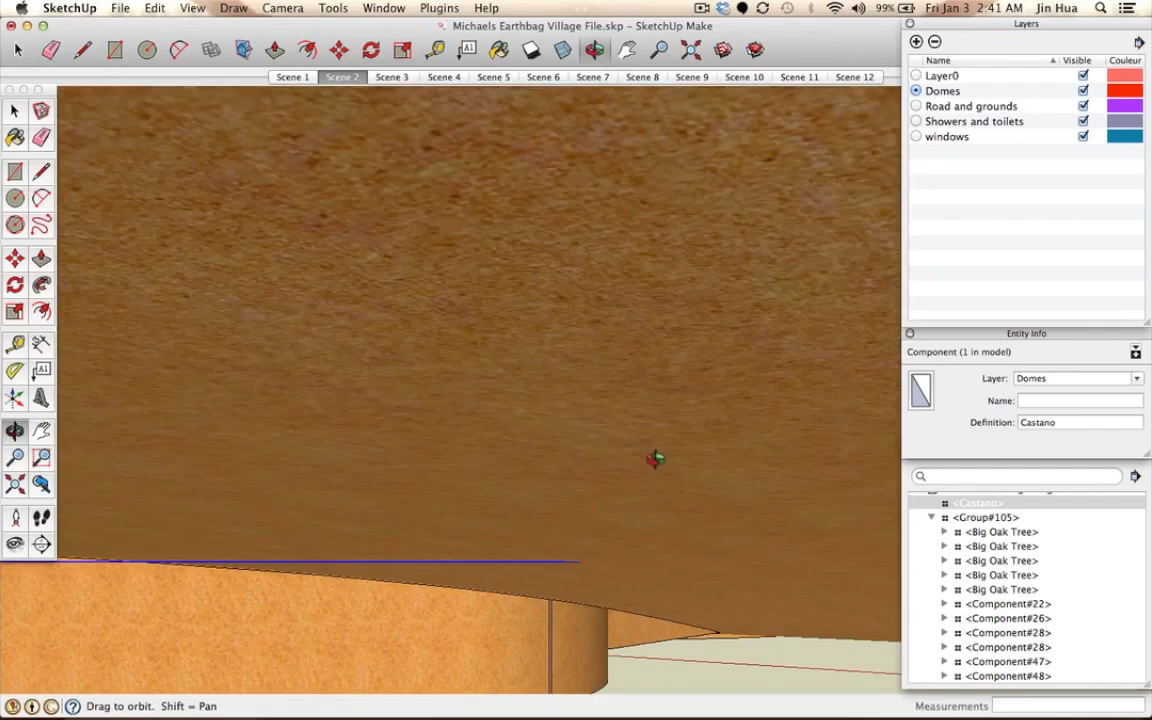 SketchUp File Edit View Draw Camera Tools Window Plugins Help 99% Fri Jan 3 2:41 AM Jin Hua
Michaels Earthbag Village File.skp - SketchUp Make
Layers
Scene 1 Scene 2 Scene 3 Scene 4 Scene 5 Scene 6 Scene 7 Scene 8 Scene 9 Scene 10 Scene 11 Scene 12
Name Visible Couleur
Layer0
Domes
Road and grounds
Showers and toilets
windows
Entity Info
Component (1 in model)
Layer: Domes
Name:
Definition: Castano
<Castano>
<Group#105>
<Big Oak Tree>
<Big Oak Tree>
<Big Oak Tree>
<Big Oak Tree>
<Big Oak Tree>
<Component#22>
<Component#26>
<Component#28>
<Component#28>
<Component#47>
<Component#48>
Drag to orbit. Shift = Pan
Measurements